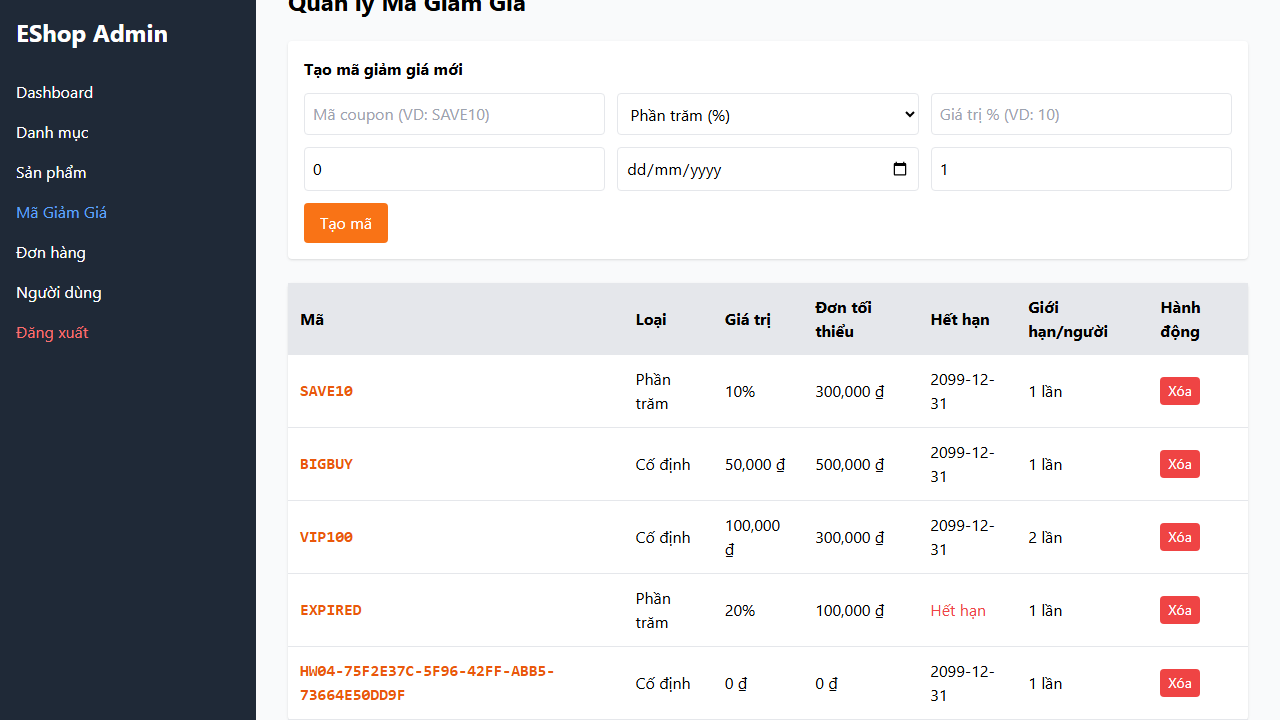 EShop Admin
Dashboard
Danh mục
Sản phẩm
Mã Giảm Giá
Đơn hàng
Người dùng
Đăng xuất
Quản lý Mã Giảm Giá
Tạo mã giảm giá mới
Mã coupon (VD: SAVE10)
Phần trăm (%)
Giá trị % (VD: 10)
0
dd/mm/yyyy
1
Tạo mã
Mã
Loại
Giá trị
Đơn tối
thiểu
Hết hạn
Giới
hạn/người
Hành
động
SAVE10
Phần
trăm
10%
300,000 ₫
2099-12-
31
1 lần
Xóa
BIGBUY
Cố định
50,000 ₫
500,000 ₫
2099-12-
31
1 lần
Xóa
VIP100
Cố định
100,000
₫
300,000 ₫
2099-12-
31
2 lần
Xóa
EXPIRED
Phần
trăm
20%
100,000 ₫
Hết hạn
1 lần
Xóa
HW04-75F2E37C-5F96-42FF-ABB5-
73664E50DD9F
Cố định
0 ₫
0 ₫
2099-12-
31
1 lần
Xóa